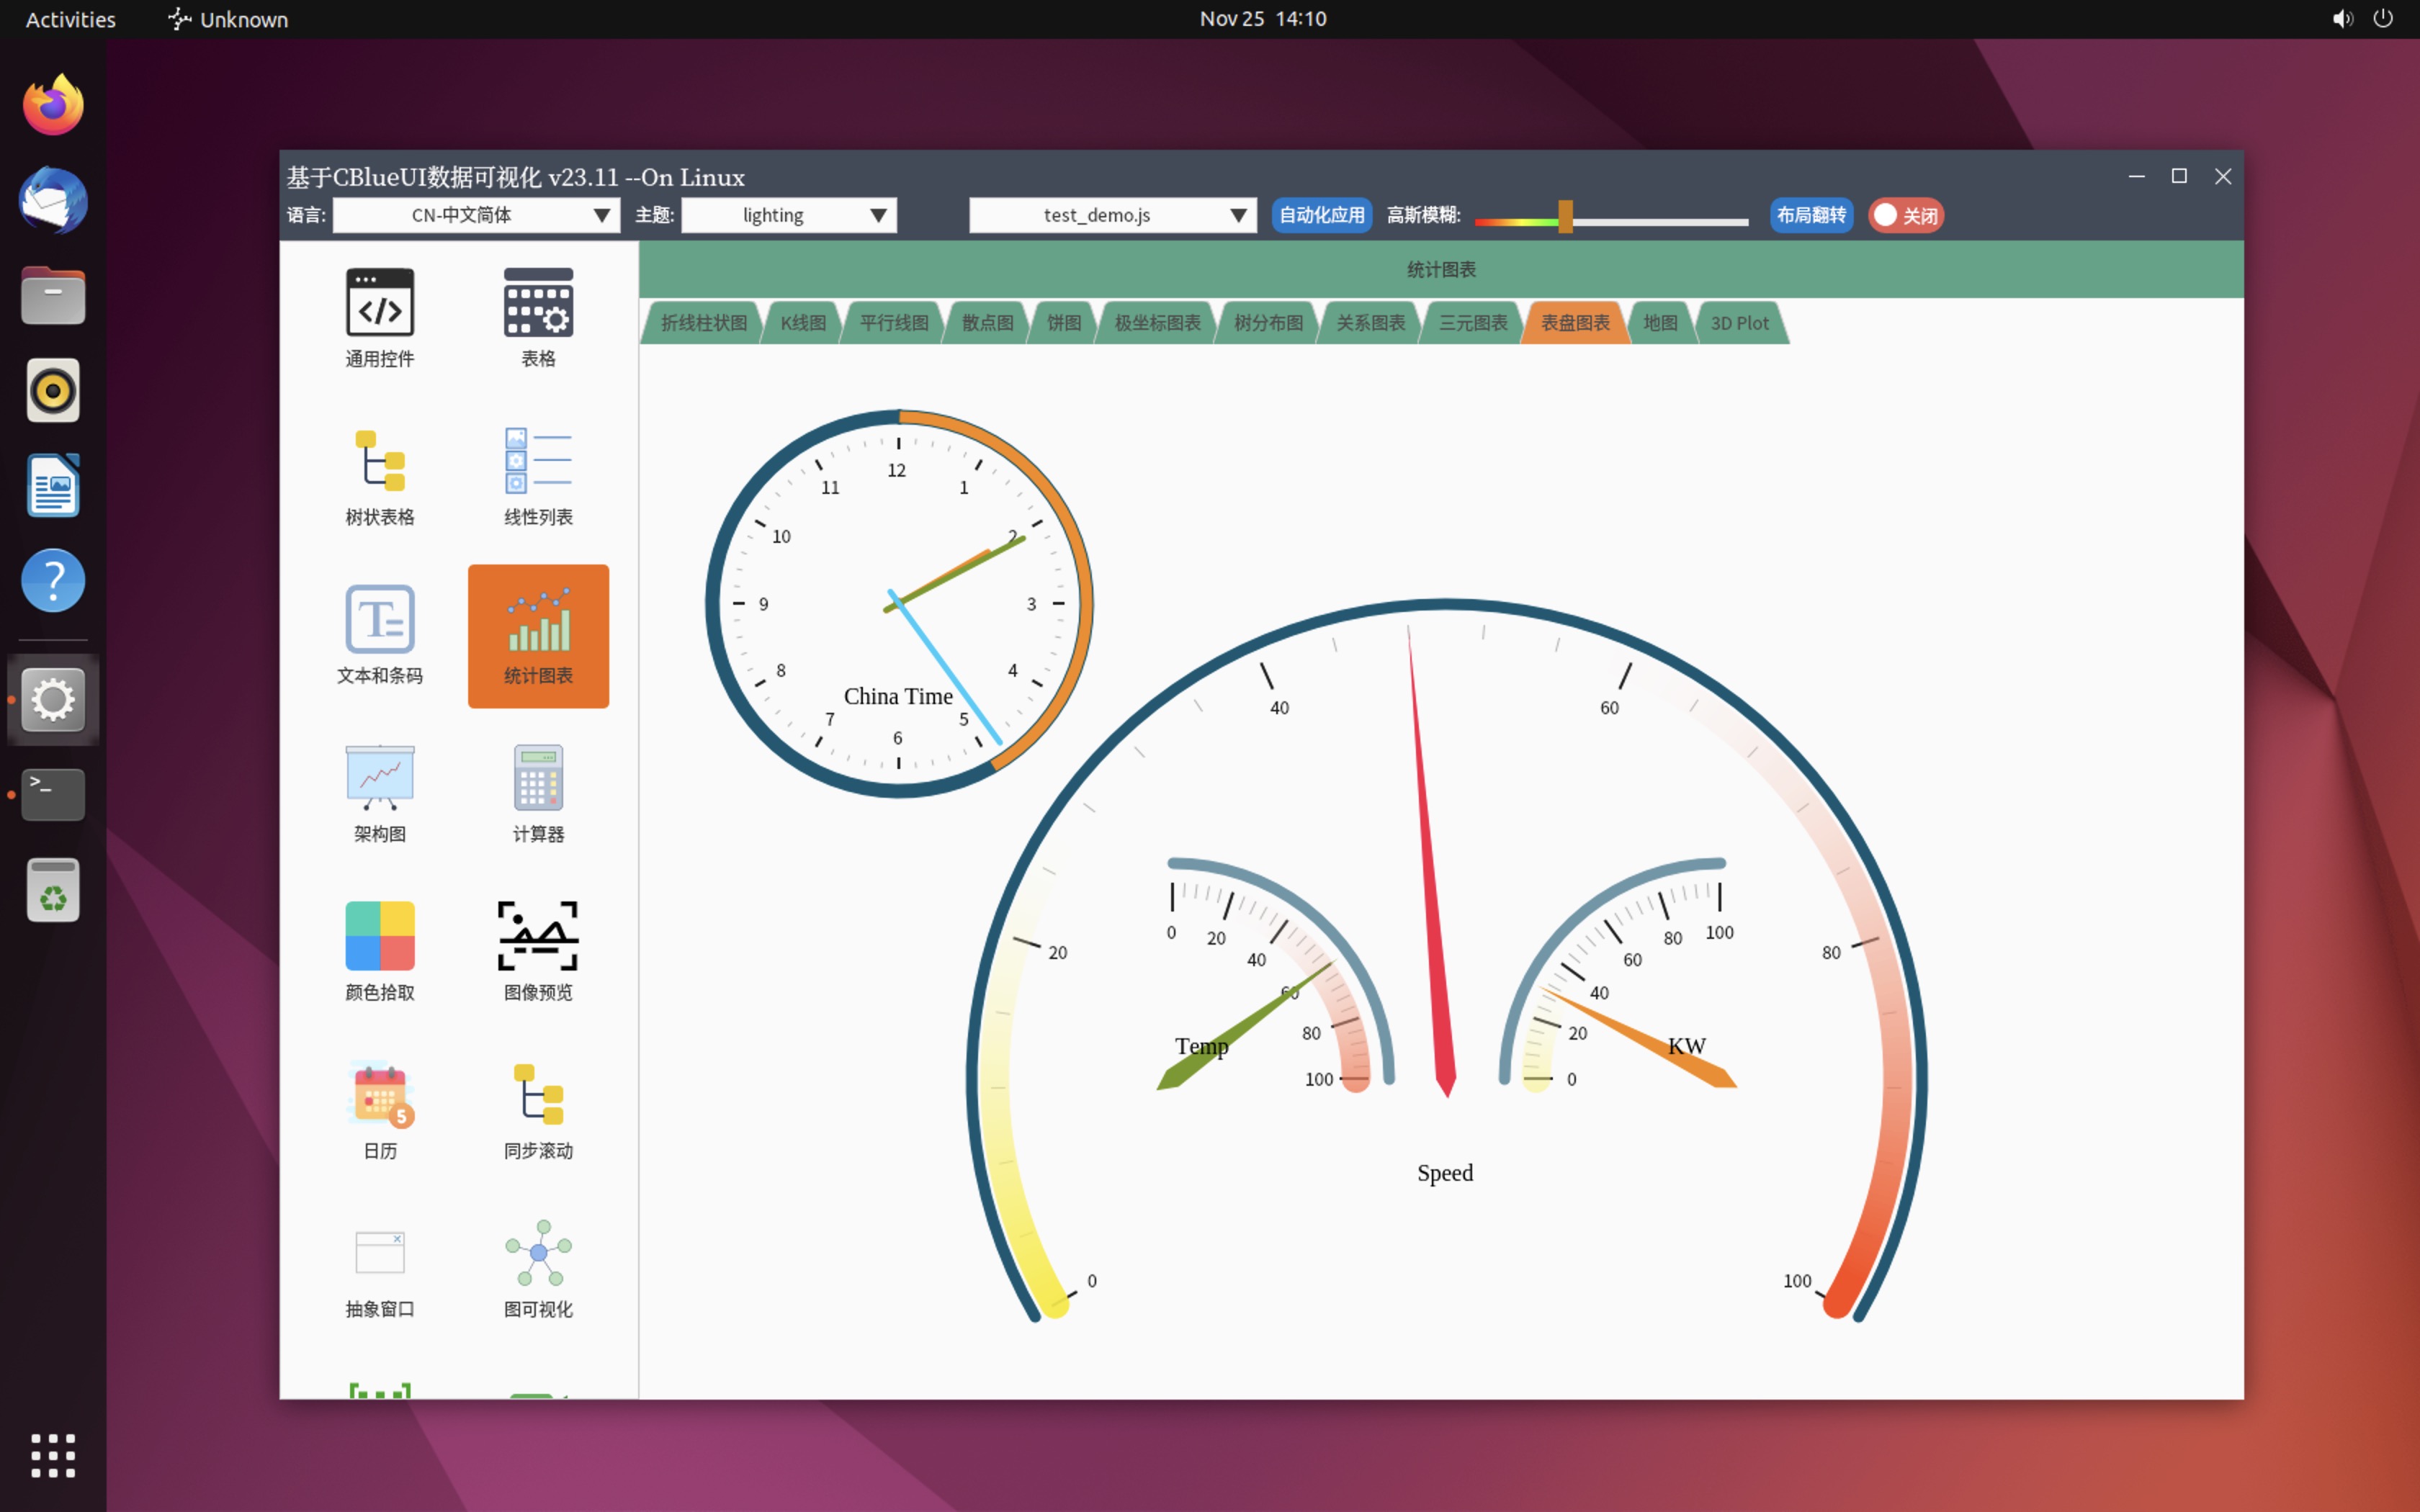 Activities
Unknown
Nov 25 14:10
基于CBlueUI数据可视化 v23.11 --On Linux
语言:
CN-中文简体
主题:
lighting
test_demo.js
自动化应用
高斯模糊:
布局翻转
关闭
通用控件
表格
树状表格
线性列表
文本和条码
统计图表
架构图
计算器
颜色拾取
图像预览
5
日历
同步滚动
抽象窗口
图可视化
统计图表
折线柱状图
K线图
平行线图
散点图
饼图
极坐标图表
树分布图
关系图表
三元图表
表盘图表
地图
3D Plot
12
1
2
3
4
5
6
7
8
9
10
11
China Time
0
20
40
60
80
100
Speed
0
20
40
60
80
100
Temp
0
20
40
60
80
100
KW